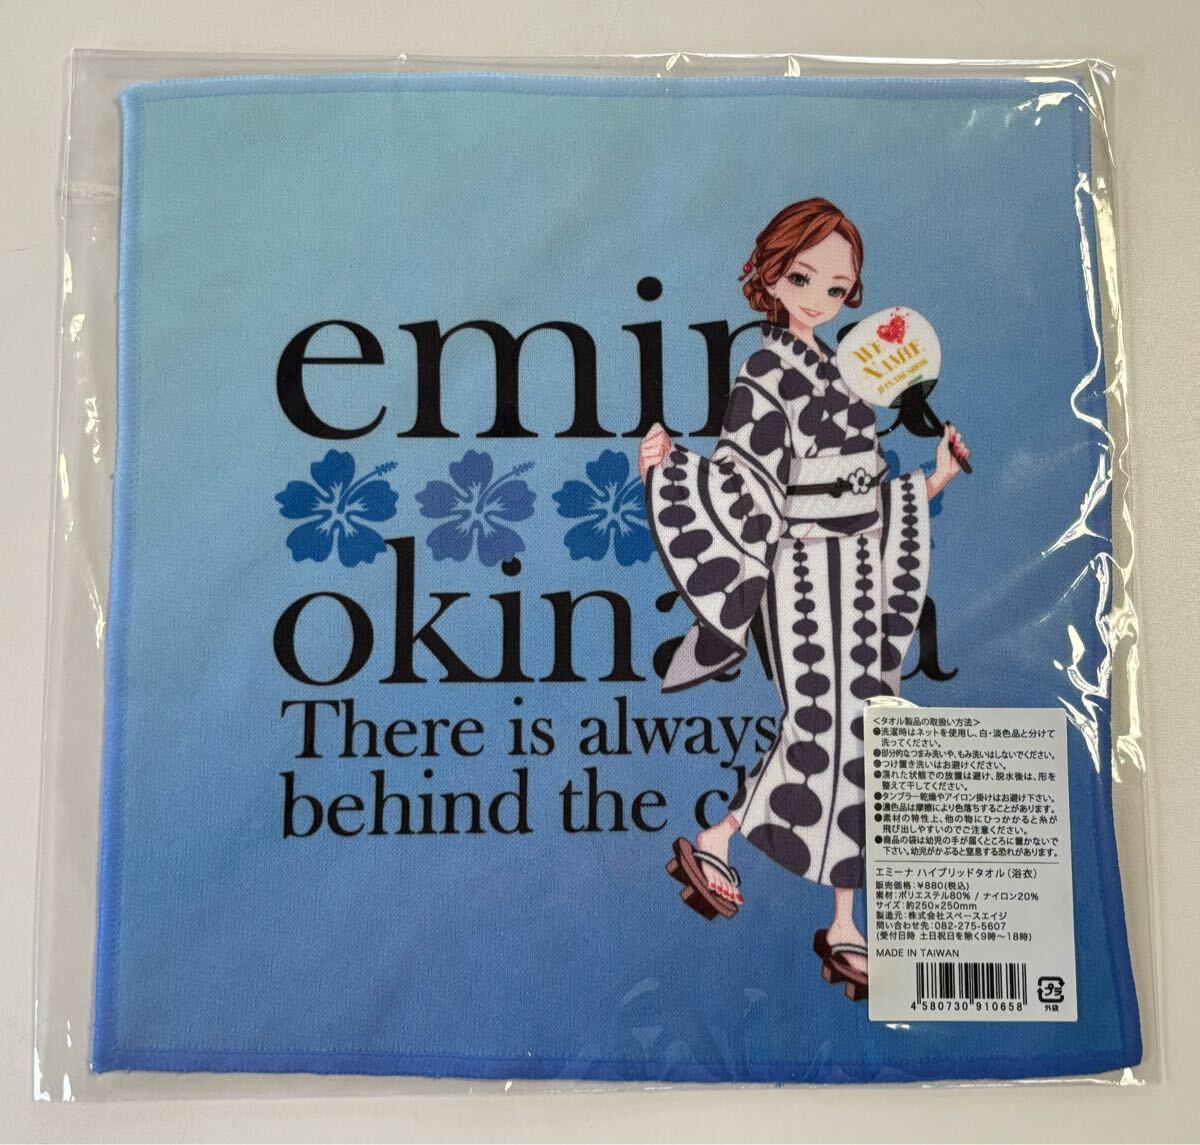 emina
WE
NAMIE
HANABI SHOW
okinawa
There is always
behind the
<タオル製品の取扱い方法>
●洗濯時はネットを使用し、白・淡色品と分けて
洗ってください。
●部分的なつまみ洗いや、もみ洗いはしないでください。
●つけ置き洗いはお避けください。
●濡れた状態での放置は避け、脱水後は、形を
整えて干してください。
●タンブラー乾燥やアイロン掛けはお避け下さい。
●濃色品は摩擦により色落ちすることがあります。
●素材の特性上、他の物にひっかかると糸が
飛び出しやすいのでご注意ください。
●商品の袋は幼児の手が届くところに置かないで
下さい。幼児がかぶると窒息する恐れがあります。
エミーナ ハイブリッドタオル(浴衣)
販売価格:¥880(税込)
素材:ポリエステル80% / ナイロン20%
サイズ:約250×250mm
製造元:株式会社スペースエイジ
問い合わせ先:082-275-5607
(受付日時 土日祝日を除く9時～18時)
MADE IN TAIWAN
4 580730 910658
プラ
外袋